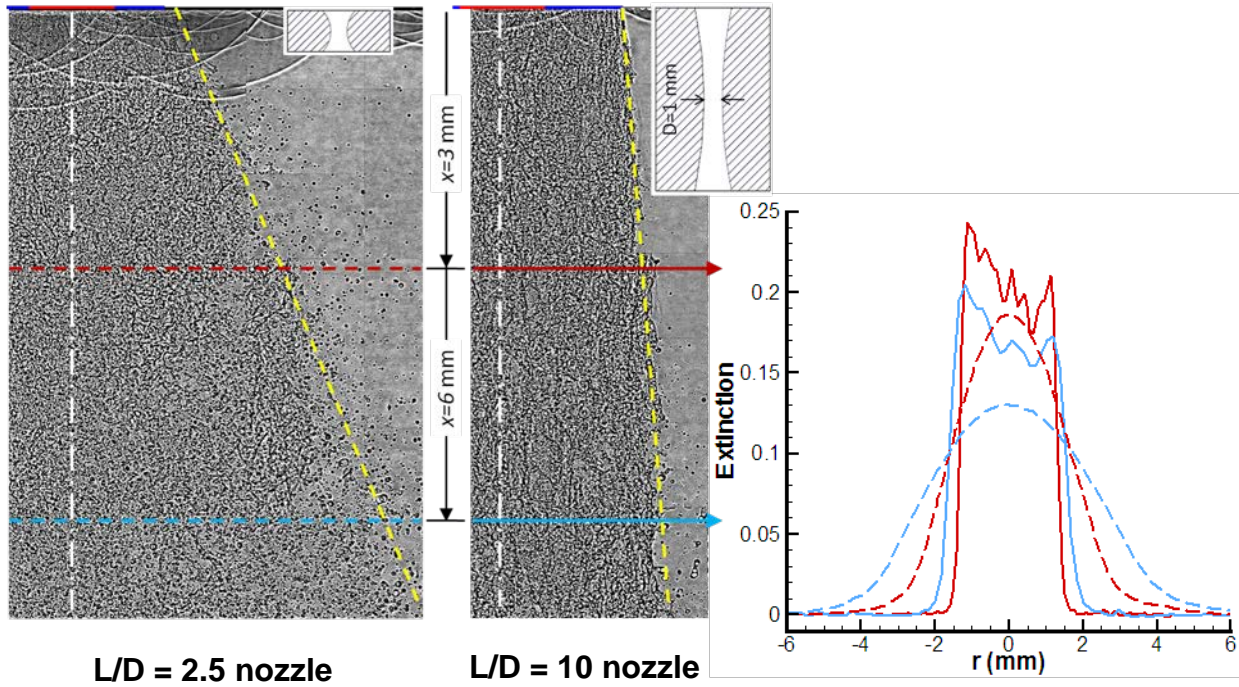 x=3 mm
x=6 mm
D=1 mm
L/D = 2.5 nozzle
L/D = 10 nozzle
Extinction
0.25
0.2
0.15
0.1
0.05
0
-6
-4
-2
0
2
4
6
r (mm)